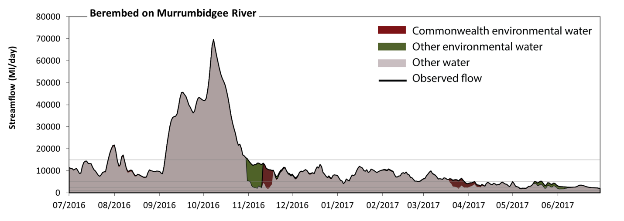 Berembed on Murrumbidgee River
80000
70000
60000
50000
40000
30000
20000
10000
0
Streamflow (Ml/day)
Commonwealth environmental water
Other environmental water
Other water
Observed flow
07/2016 08/2016 09/2016 10/2016 11/2016 12/2016 01/2017 02/2017 03/2017 04/2017 05/2017 06/2017